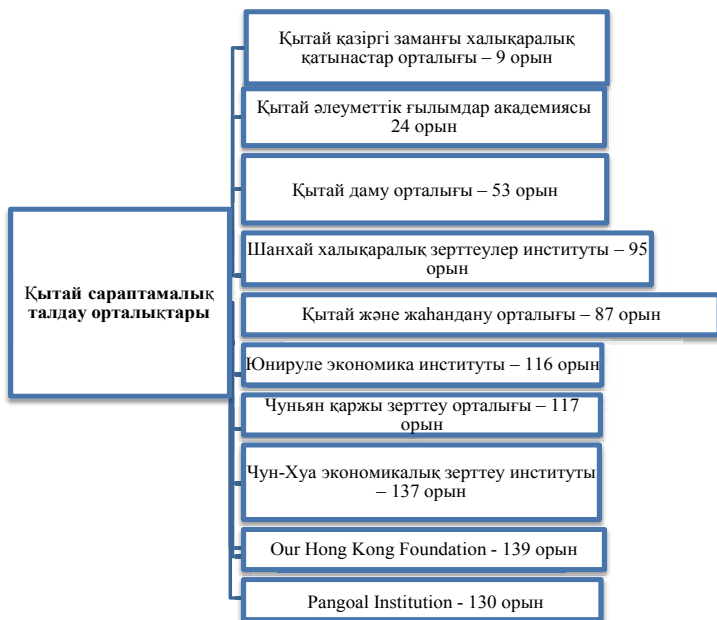 Қытай сараптамалық
талдау орталықтары
Қытай қазіргі заманғы халықаралық
қатынастар орталығы – 9 орын
Қытай әлеуметтік ғылымдар академиясы
24 орын
Қытай даму орталығы – 53 орын
Шанхай халықаралық зерттеулер институты – 95
орын
Қытай және жаһандану орталығы – 87 орын
Юнируле экономика институты – 116 орын
Чуньян қаржы зерттеу орталығы – 117
орын
Чун-Хуа экономикалық зерттеу институты
– 137 орын
Our Hong Kong Foundation - 139 орын
Pangoal Institution - 130 орын